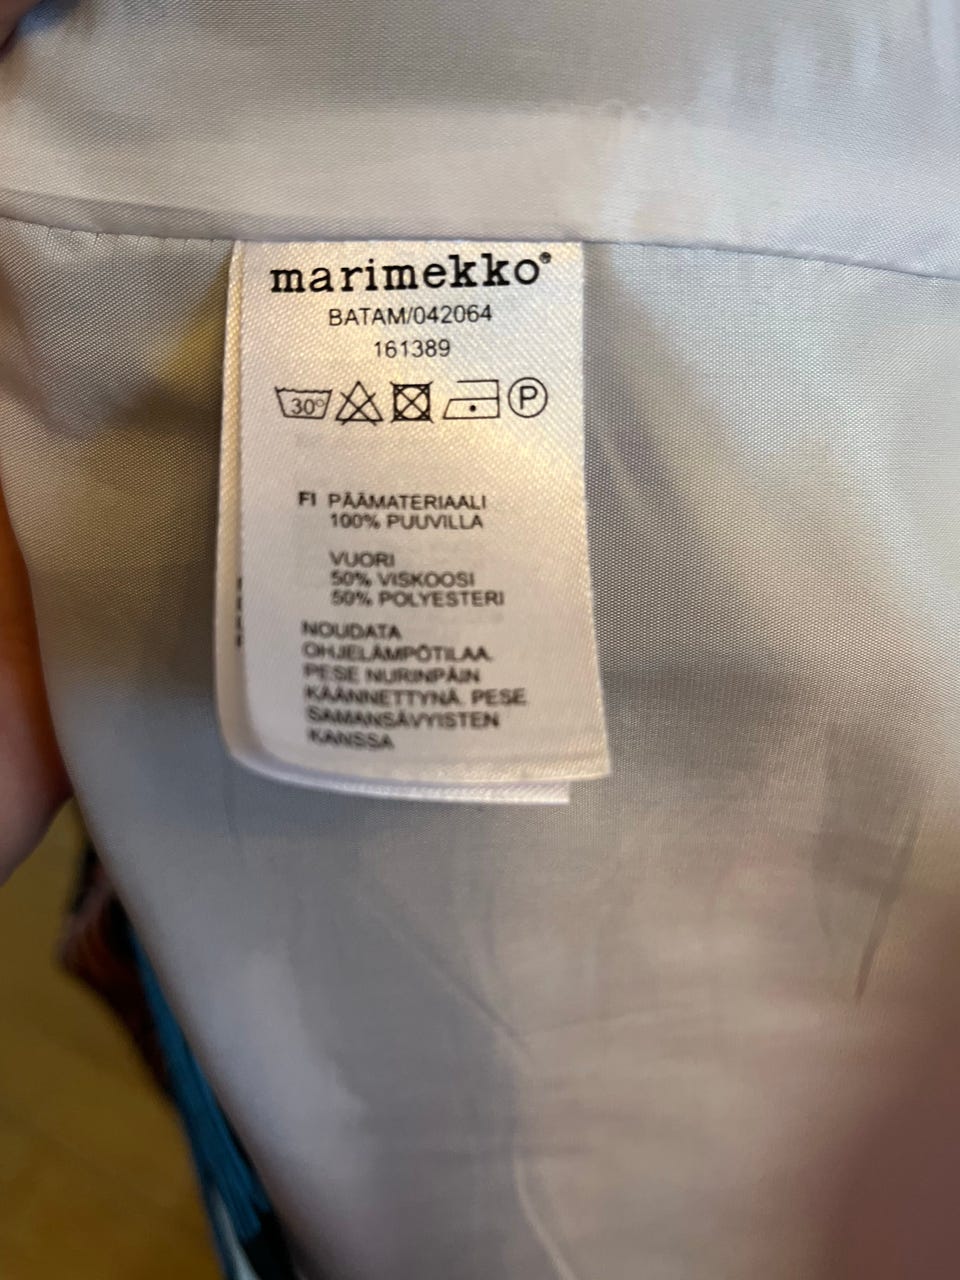 marimekko®
BATAM/042064
161389
30°
P
FI PÄÄMATERIAALI
100% PUUVILLA
VUORI
50% VISKOOSI
50% POLYESTERI
NOUDATA
OHJELÄMPÖTILAA.
PESE NURINPÄIN
KÄÄNNETTYNÄ. PESE
SAMANSÄVYISTEN
KANSSA